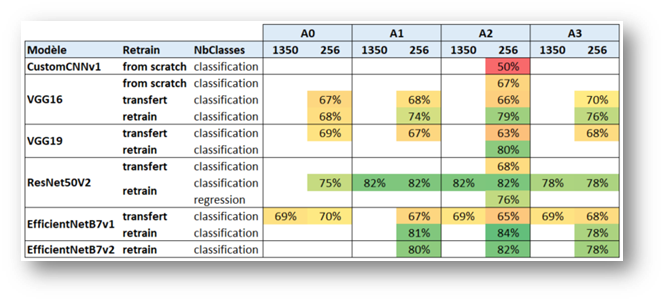 A0 A1 A2 A3
Modèle Retrain NbClasses 1350 256 1350 256 1350 256 1350 256
CustomCNNv1 from scratch classification 50%
from scratch classification 67%
VGG16 transfert classification 67% 68% 66% 70%
retrain classification 68% 74% 79% 76%
VGG19 transfert classification 69% 67% 63% 68%
retrain classification 80%
transfert classification 68%
ResNet50V2 retrain classification 75% 82% 82% 82% 82% 78% 78%
regression 76%
EfficientNetB7v1 transfert classification 69% 70% 67% 69% 65% 69% 68%
retrain classification 81% 84% 78%
EfficientNetB7v2 retrain classification 80% 82% 78%